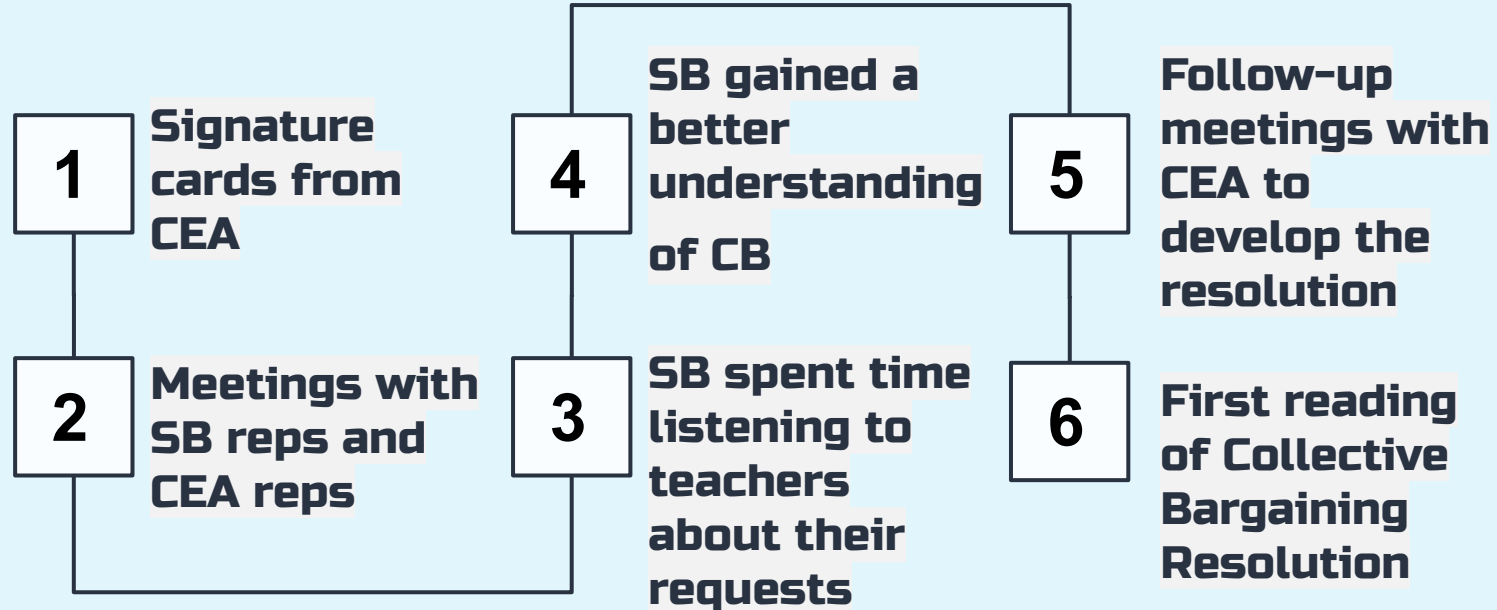 1
Signature
cards from
CEA
2
Meetings with
SB reps and
CEA reps
3
SB spent time
listening to
teachers
about their
requests
4
SB gained a
better
understanding
of CB
5
Follow-up
meetings with
CEA to
develop the
resolution
6
First reading
of Collective
Bargaining
Resolution